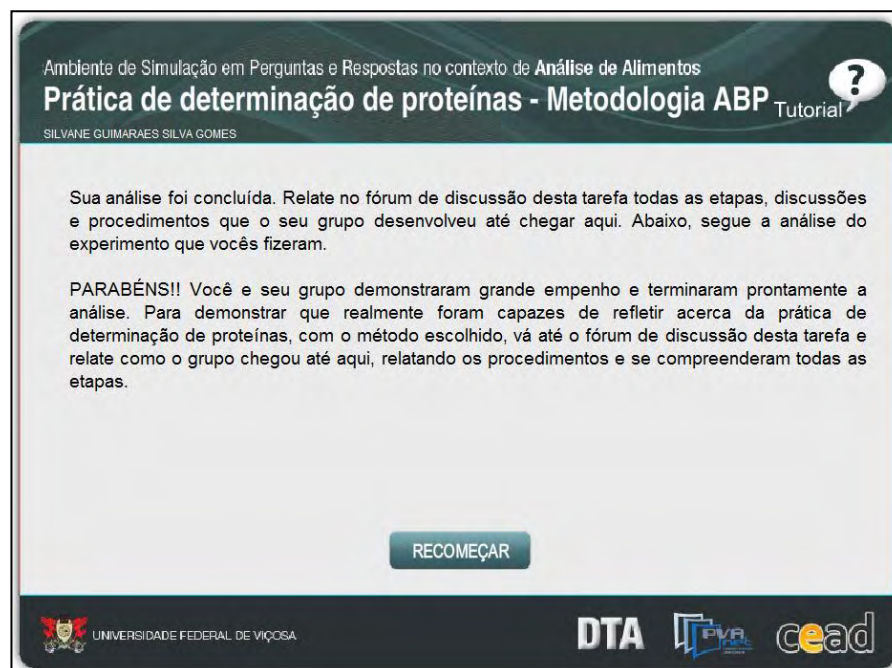 Ambiente de Simulação em Perguntas e Respostas no contexto de Análise de Alimentos
Prática de determinação de proteínas - Metodologia ABP
Tutorial
?
SILVANE GUIMARAES SILVA GOMES
Sua análise foi concluída. Relate no fórum de discussão desta tarefa todas as etapas, discussões
e procedimentos que o seu grupo desenvolveu até chegar aqui. Abaixo, segue a análise do
experimento que vocês fizeram.
PARABÉNS!! Você e seu grupo demonstraram grande empenho e terminaram prontamente a
análise. Para demonstrar que realmente foram capazes de refletir acerca da prática de
determinação de proteínas, com o método escolhido, vá até o fórum de discussão desta tarefa e
relate como o grupo chegou até aqui, relatando os procedimentos e se compreenderam todas as
etapas.
RECOMEÇAR
UNIVERSIDADE FEDERAL DE VIÇOSA
DTA
PVA
cead